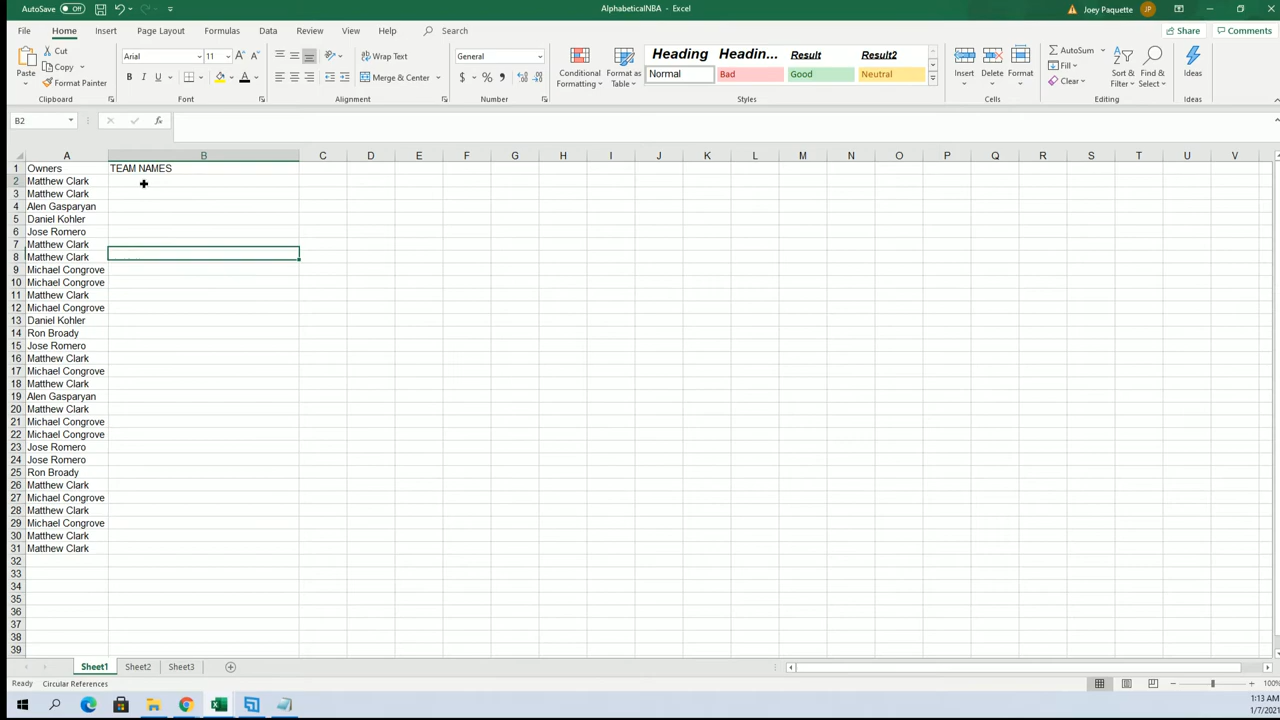 AutoSave Off AlphabeticalNBA - Excel Joey Paquette JP
File Home Insert Page Layout Formulas Data Review View Help Search Share Comments
Paste Cut Copy Format Painter Clipboard
Arial 11 A A B I U A Font
Wrap Text Merge & Center Alignment
General $ % 9 Number
Conditional Formatting Format as Table
Heading Headin... Result Result2
Normal Bad Good Neutral
Styles
Insert Delete Format Cells
AutoSum Fill Clear Sort & Filter Find & Select Editing
Ideas Ideas
B2 fx
A B C D E F G H I J K L M N O P Q R S T U V
1 Owners TEAM NAMES
2 Matthew Clark
3 Matthew Clark
4 Alen Gasparyan
5 Daniel Kohler
6 Jose Romero
7 Matthew Clark
8 Matthew Clark
9 Michael Congrove
10 Michael Congrove
11 Matthew Clark
12 Michael Congrove
13 Daniel Kohler
14 Ron Broady
15 Jose Romero
16 Matthew Clark
17 Michael Congrove
18 Matthew Clark
19 Alen Gasparyan
20 Matthew Clark
21 Michael Congrove
22 Michael Congrove
23 Jose Romero
24 Jose Romero
25 Ron Broady
26 Matthew Clark
27 Michael Congrove
28 Matthew Clark
29 Michael Congrove
30 Matthew Clark
31 Matthew Clark
32
33
34
35
36
37
38
39
Sheet1 Sheet2 Sheet3
Ready Circular References 100%
1:13 AM
1/7/2021